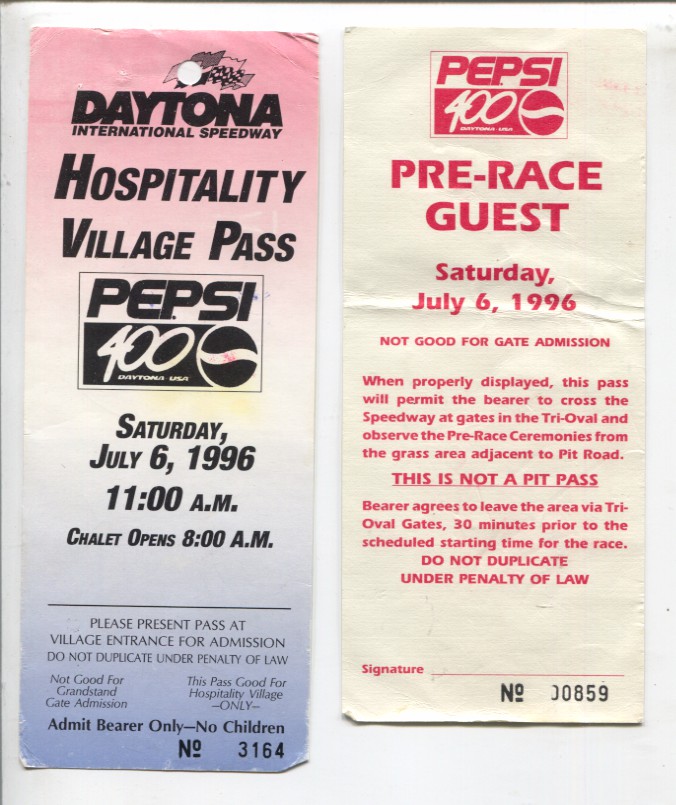 DAYTONA
INTERNATIONAL SPEEDWAY
HOSPITALITY
VILLAGE PASS
PEPSI
400
DAYTONA • USA
SATURDAY,
JULY 6, 1996
11:00 A.M.
CHALET OPENS 8:00 A.M.
PLEASE PRESENT PASS AT
VILLAGE ENTRANCE FOR ADMISSION
DO NOT DUPLICATE UNDER PENALTY OF LAW
Not Good For
Grandstand
Gate Admission
This Pass Good For
Hospitality Village
–ONLY–
Admit Bearer Only—No Children
Nº 3164
PEPSI
400
DAYTONA • USA
PRE-RACE
GUEST
Saturday,
July 6, 1996
NOT GOOD FOR GATE ADMISSION
When properly displayed, this pass
will permit the bearer to cross the
Speedway at gates in the Tri-Oval and
observe the Pre-Race Ceremonies from
the grass area adjacent to Pit Road.
THIS IS NOT A PIT PASS
Bearer agrees to leave the area via Tri-
Oval Gates, 30 minutes prior to the
scheduled starting time for the race.
DO NOT DUPLICATE
UNDER PENALTY OF LAW
Signature
Nº 00859